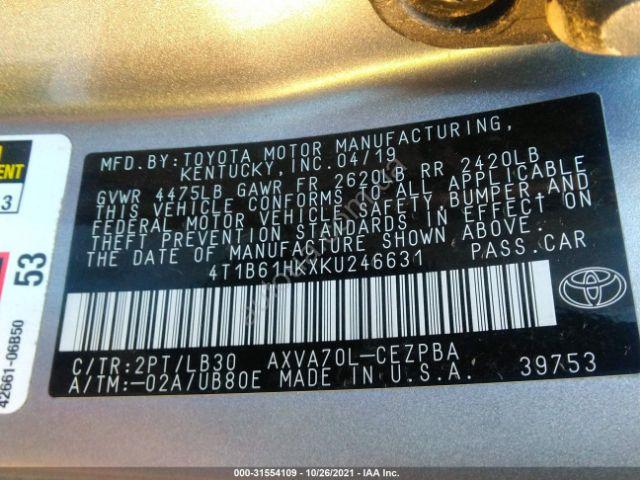 MFD.BY:TOYOTA MOTOR MANUFACTURING,
KENTUCKY, INC. 04/19
GVWR 4475LB GAWR FR 2620LB RR 2420LB
THIS VEHICLE CONFORMS TO ALL APPLICABLE
FEDERAL MOTOR VEHICLE SAFETY BUMPER AND
THEFT PREVENTION STANDARDS IN EFFECT ON
THE DATE OF MANUFACTURE SHOWN ABOVE.
4T1B61HKXKU246631 PASS.CAR
C/TR:2PT/LB30 AXVA70L-CEZPBA
A/TM:-02A/UB80E MADE IN U.S.A. 39753
53
42661-06B50
3
000-31554109 - 10/26/2021 - IAA Inc.